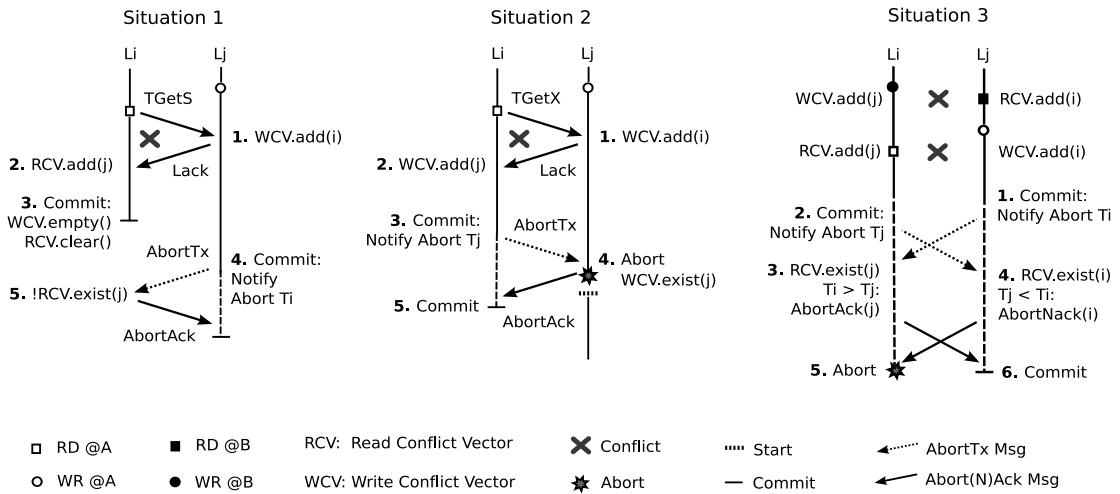 Situation 1
Li
Lj
TGetS
1. WCV.add(i)
2. RCV.add(j)
Lack
3. Commit:
WCV.empty()
RCV.clear()
AbortTx
4. Commit:
Notify
Abort Ti
5. !RCV.exist(j)
AbortAck
Situation 2
Li
Lj
TGetX
1. WCV.add(i)
2. WCV.add(j)
Lack
3. Commit:
Notify Abort Tj
AbortTx
4. Abort
WCV.exist(j)
5. Commit
AbortAck
Situation 3
Li
Lj
WCV.add(j)
RCV.add(i)
RCV.add(j)
WCV.add(i)
1. Commit:
Notify Abort Ti
2. Commit:
Notify Abort Tj
3. RCV.exist(j)
Ti > Tj:
AbortAck(j)
4. RCV.exist(i)
Tj < Ti:
AbortNack(i)
5. Abort
6. Commit
RD @A
RD @B
RCV: Read Conflict Vector
Conflict
Start
AbortTx Msg
WR @A
WR @B
WCV: Write Conflict Vector
Abort
Commit
Abort(N)Ack Msg